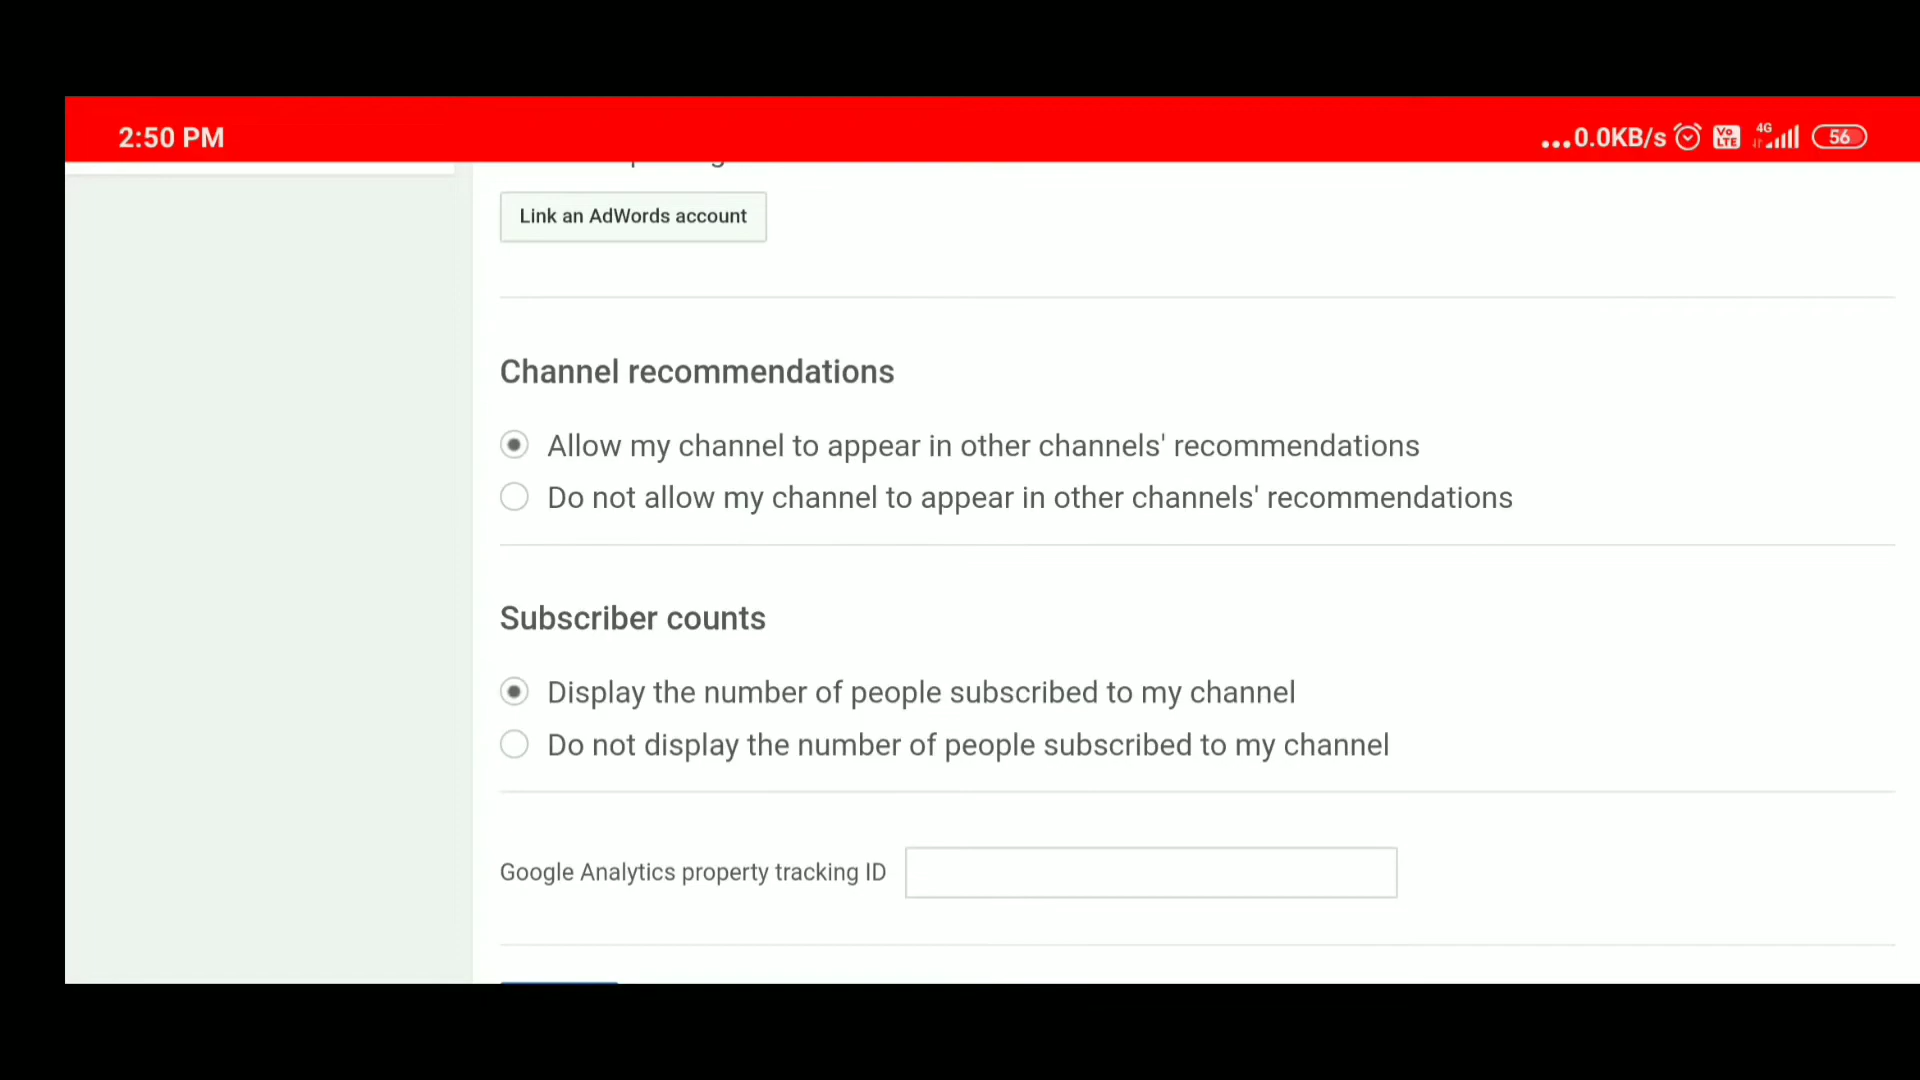 2:50 PM
...0.0KB/s Vo LTE 4G 56
Link an AdWords account
Channel recommendations
Allow my channel to appear in other channels' recommendations
Do not allow my channel to appear in other channels' recommendations
Subscriber counts
Display the number of people subscribed to my channel
Do not display the number of people subscribed to my channel
Google Analytics property tracking ID